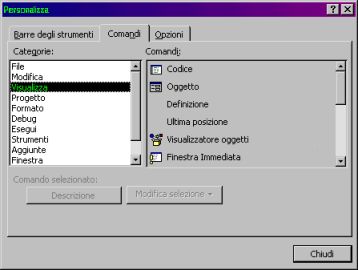 Personalizza
Barre degli strumenti Comandi Opzioni
Categorie: Comandi:
File
Modifica
Visualizza
Progetto
Formato
Debug
Esegui
Strumenti
Aggiunte
Finestra
Codice
Oggetto
Definizione
Ultima posizione
Visualizzatore oggetti
Finestra Immediata
Comando selezionato:
Descrizione Modifica selezione
Chiudi